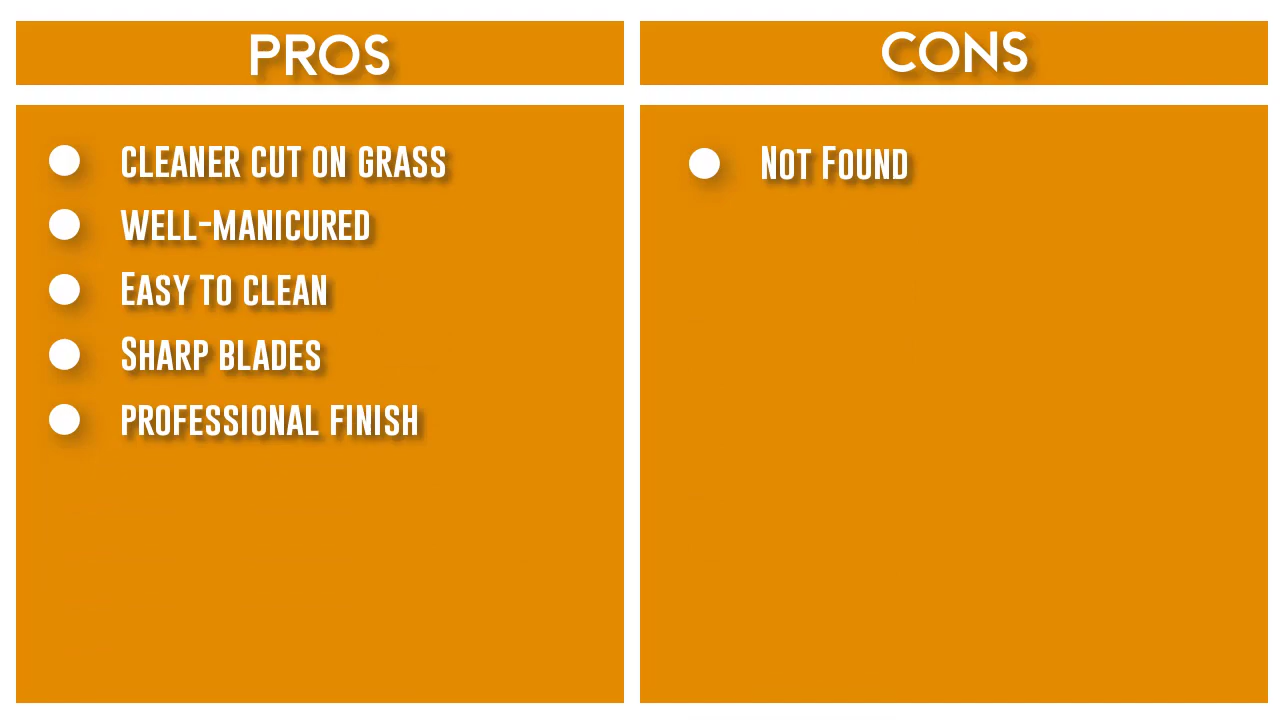 PROS
CONS
CLEANER CUT ON GRASS
WELL-MANICURED
EASY TO CLEAN
SHARP BLADES
PROFESSIONAL FINISH
NOT FOUND